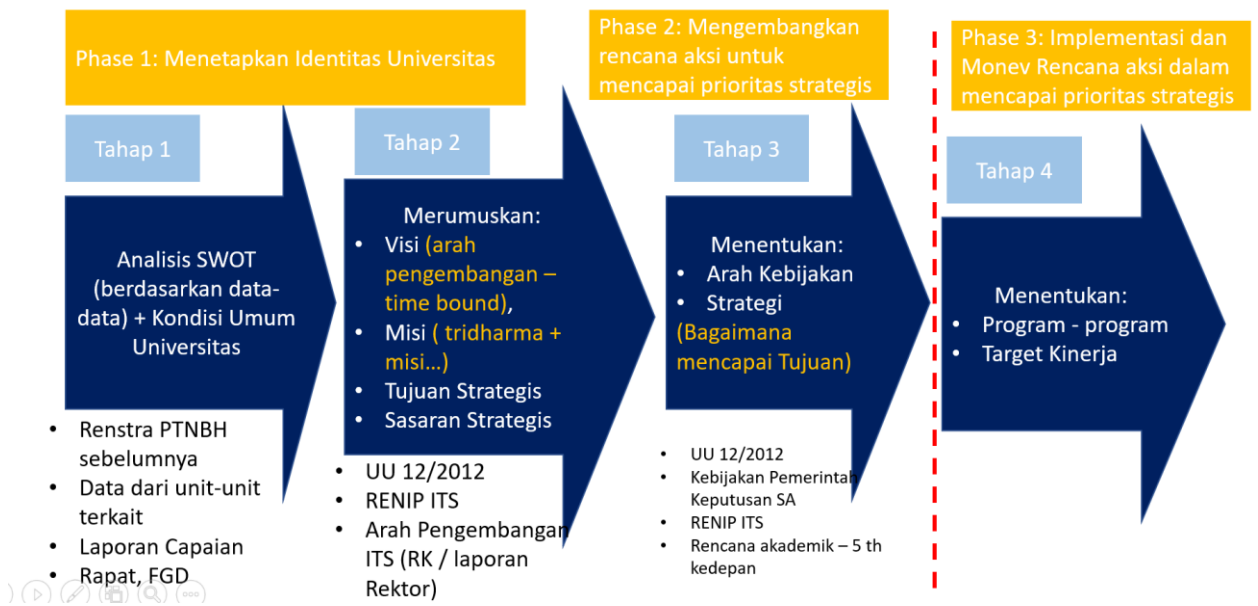 Phase 1: Menetapkan Identitas Universitas
Tahap 1
Analisis SWOT
(berdasarkan data-
data) + Kondisi Umum
Universitas
• Renstra PTNBH
sebelumnya
• Data dari unit-unit
terkait
• Laporan Capaian
• Rapat, FGD
Tahap 2
Merumuskan:
• Visi (arah
pengembangan –
time bound),
• Misi ( tridharma +
misi...)
• Tujuan Strategis
• Sasaran Strategis
• UU 12/2012
• RENIP ITS
• Arah Pengembangan
ITS (RK / laporan
Rektor)
Phase 2: Mengembangkan
rencana aksi untuk
mencapai prioritas strategis
Tahap 3
Menentukan:
• Arah Kebijakan
• Strategi
(Bagaimana
mencapai Tujuan)
• UU 12/2012
• Kebijakan Pemerintah
Keputusan SA
• RENIP ITS
• Rencana akademik – 5 th
kedepan
Phase 3: Implementasi dan
Monev Rencana aksi dalam
mencapai prioritas strategis
Tahap 4
Menentukan:
• Program - program
• Target Kinerja